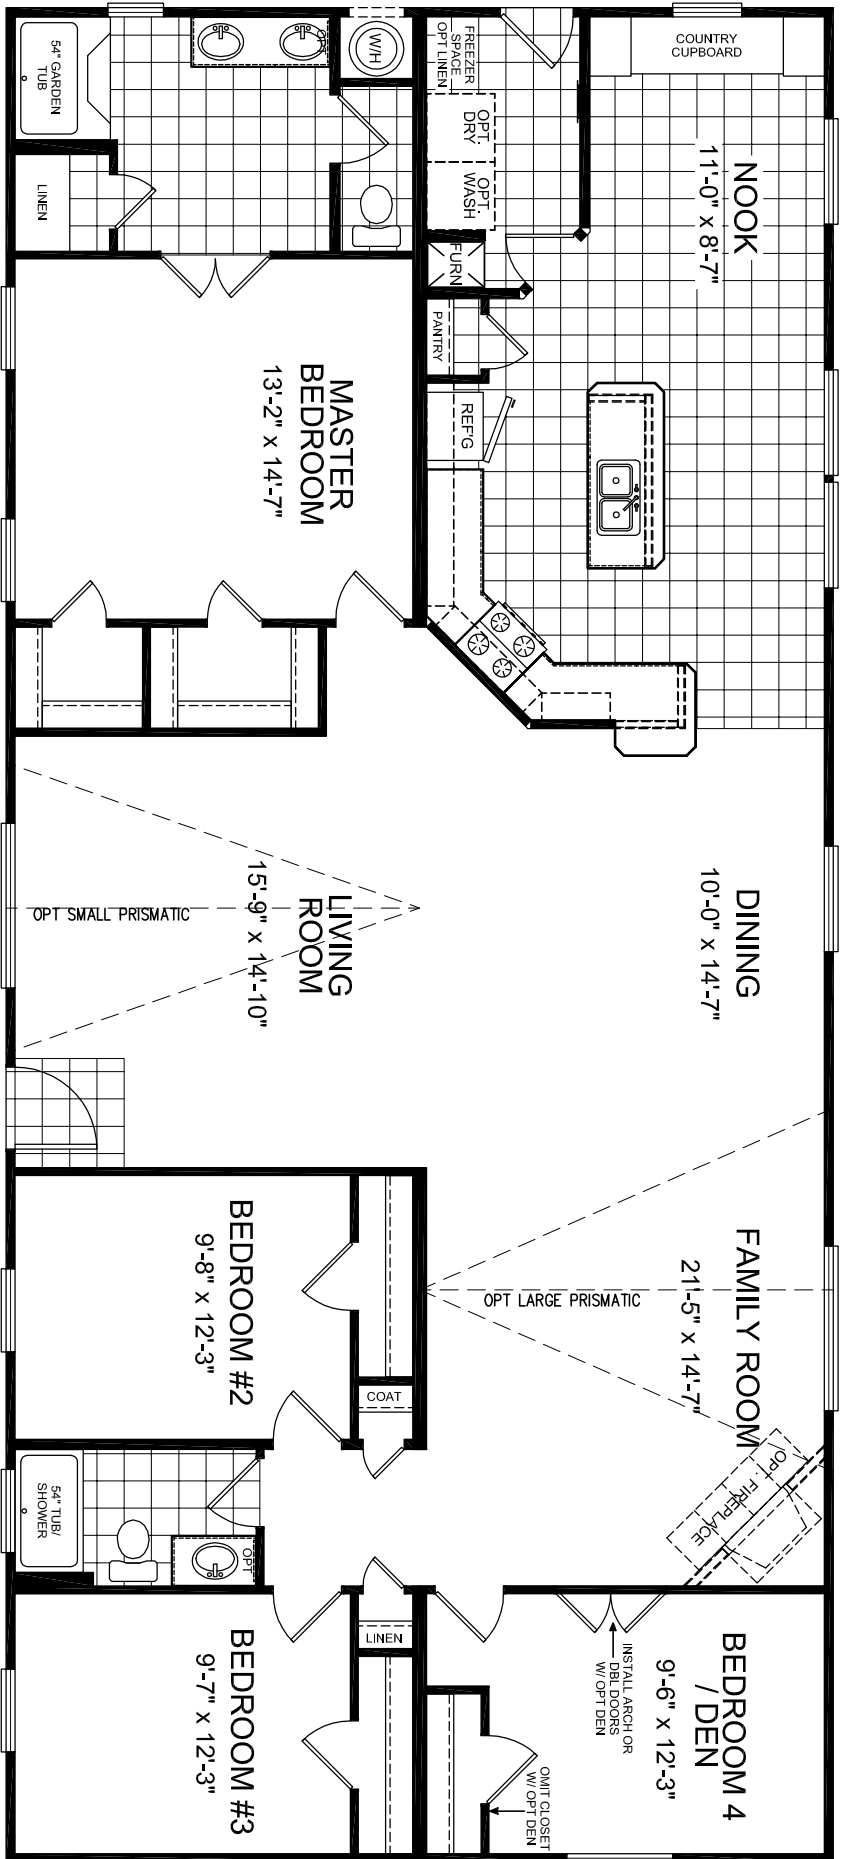 54" GARDEN
TUB
OPT
W/H
FREEZER
SPACE
OPT LINEN
OPT.
DRY
OPT.
WASH
COUNTRY
CUPBOARD
NOOK
11'-0" x 8'-7"
LINEN
FURN
PANTRY
REF'G
MASTER
BEDROOM
13'-2" x 14'-7"
LIVING
ROOM
15'-9" x 14'-10"
OPT SMALL PRISMATIC
DINING
10'-0" x 14'-7"
FAMILY ROOM
21'-5" x 14'-7"
OPT LARGE PRISMATIC
OPT. FIREPLACE
BEDROOM #2
9'-8" x 12'-3"
COAT
54" TUB/
SHOWER
OPT
LINEN
BEDROOM #3
9'-7" x 12'-3"
BEDROOM 4
/ DEN
9'-6" x 12'-3"
INSTALL ARCH OR
DBL DOORS
W/ OPT DEN
OMIT CLOSET
W/ OPT DEN